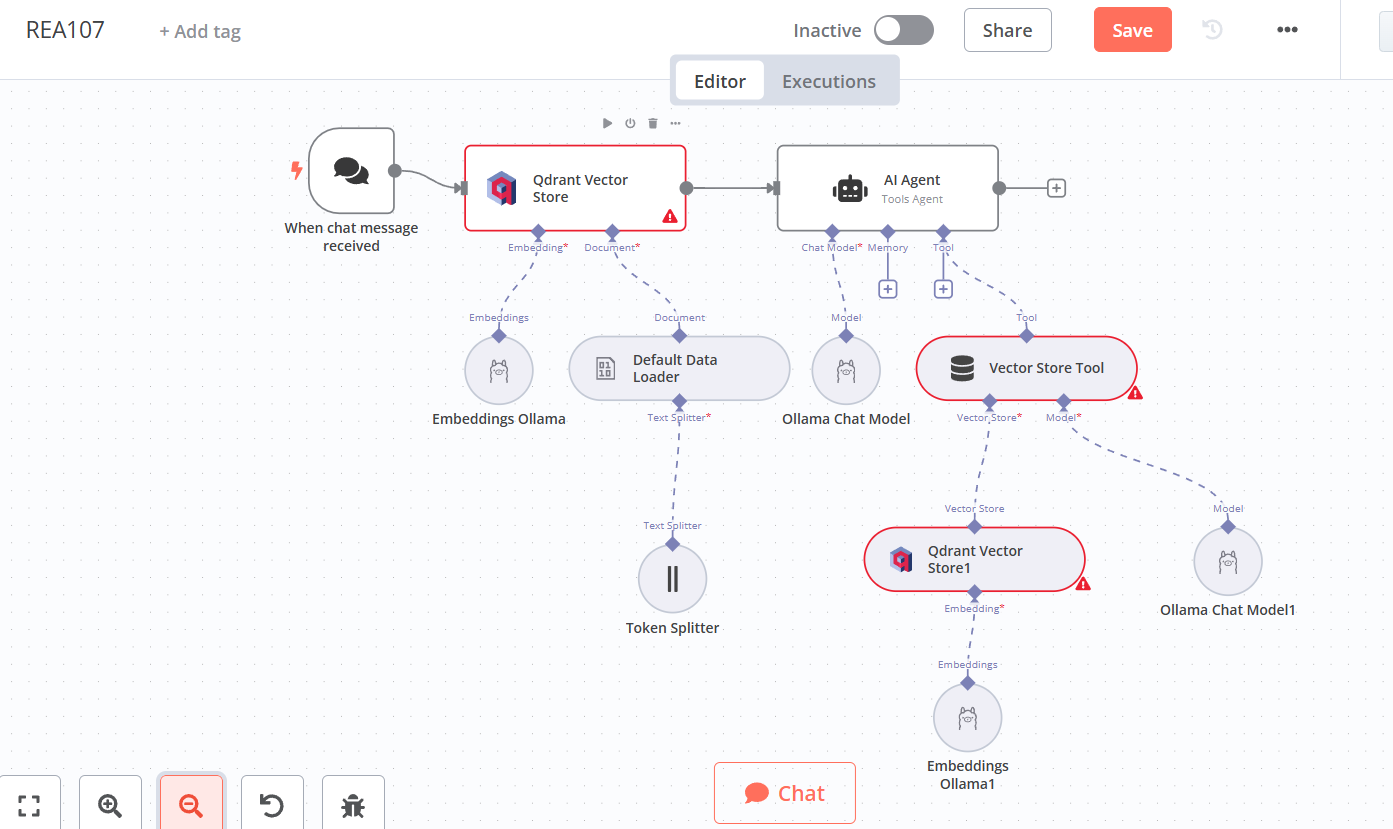 REA107
+ Add tag
Inactive
Share
Save
Editor
Executions
When chat message
received
Qdrant Vector
Store
Embedding*
Document*
AI Agent
Tools Agent
Chat Model*
Memory
Tool
Embeddings
Embeddings Ollama
Document
Default Data
Loader
Text Splitter*
Model
Ollama Chat Model
Tool
Vector Store Tool
Vector Store*
Model*
Text Splitter
Token Splitter
Vector Store
Qdrant Vector
Store1
Embedding*
Model
Ollama Chat Model1
Embeddings
Embeddings
Ollama1
Chat